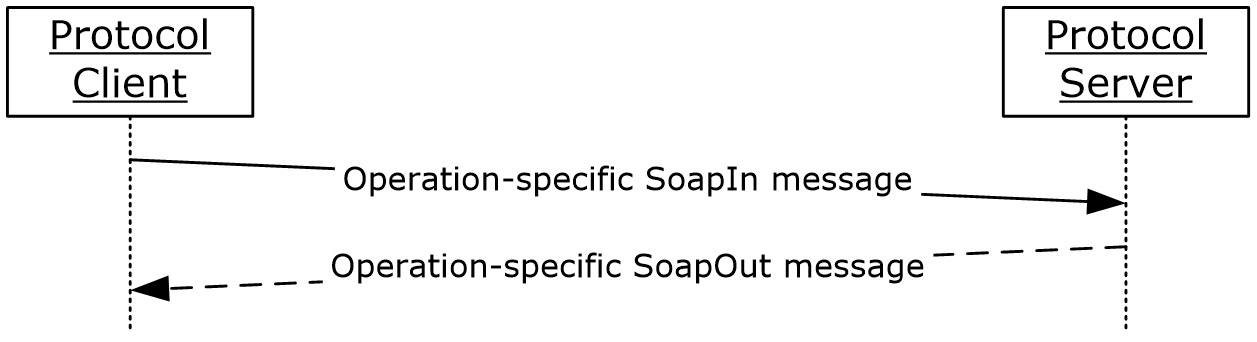 Protocol
Client
Protocol
Server
Operation-specific SoapIn message
Operation-specific SoapOut message